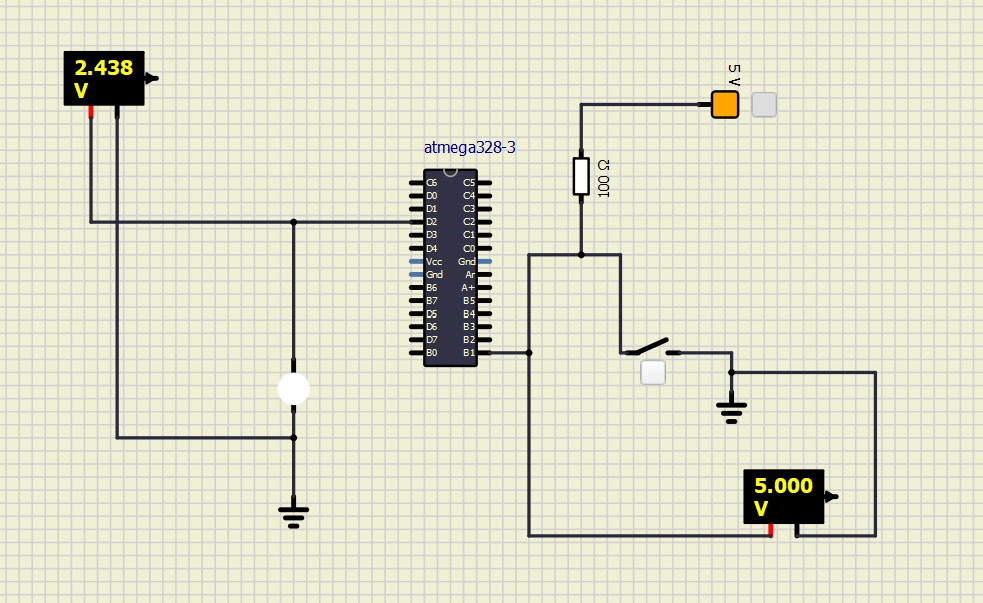 2.438
V
5 V
atmega328-3
100 Ω
C6 C5
D0 C4
D1 C3
D2 C2
D3 C1
D4 C0
Vcc Gnd
Gnd Ar
B6 A+
B7 B5
D5 B4
D6 B3
D7 B2
B0 B1
5.000
V